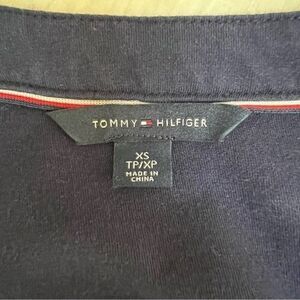 TOMMY HILFIGER
XS
TP/XP
MADE IN
CHINA